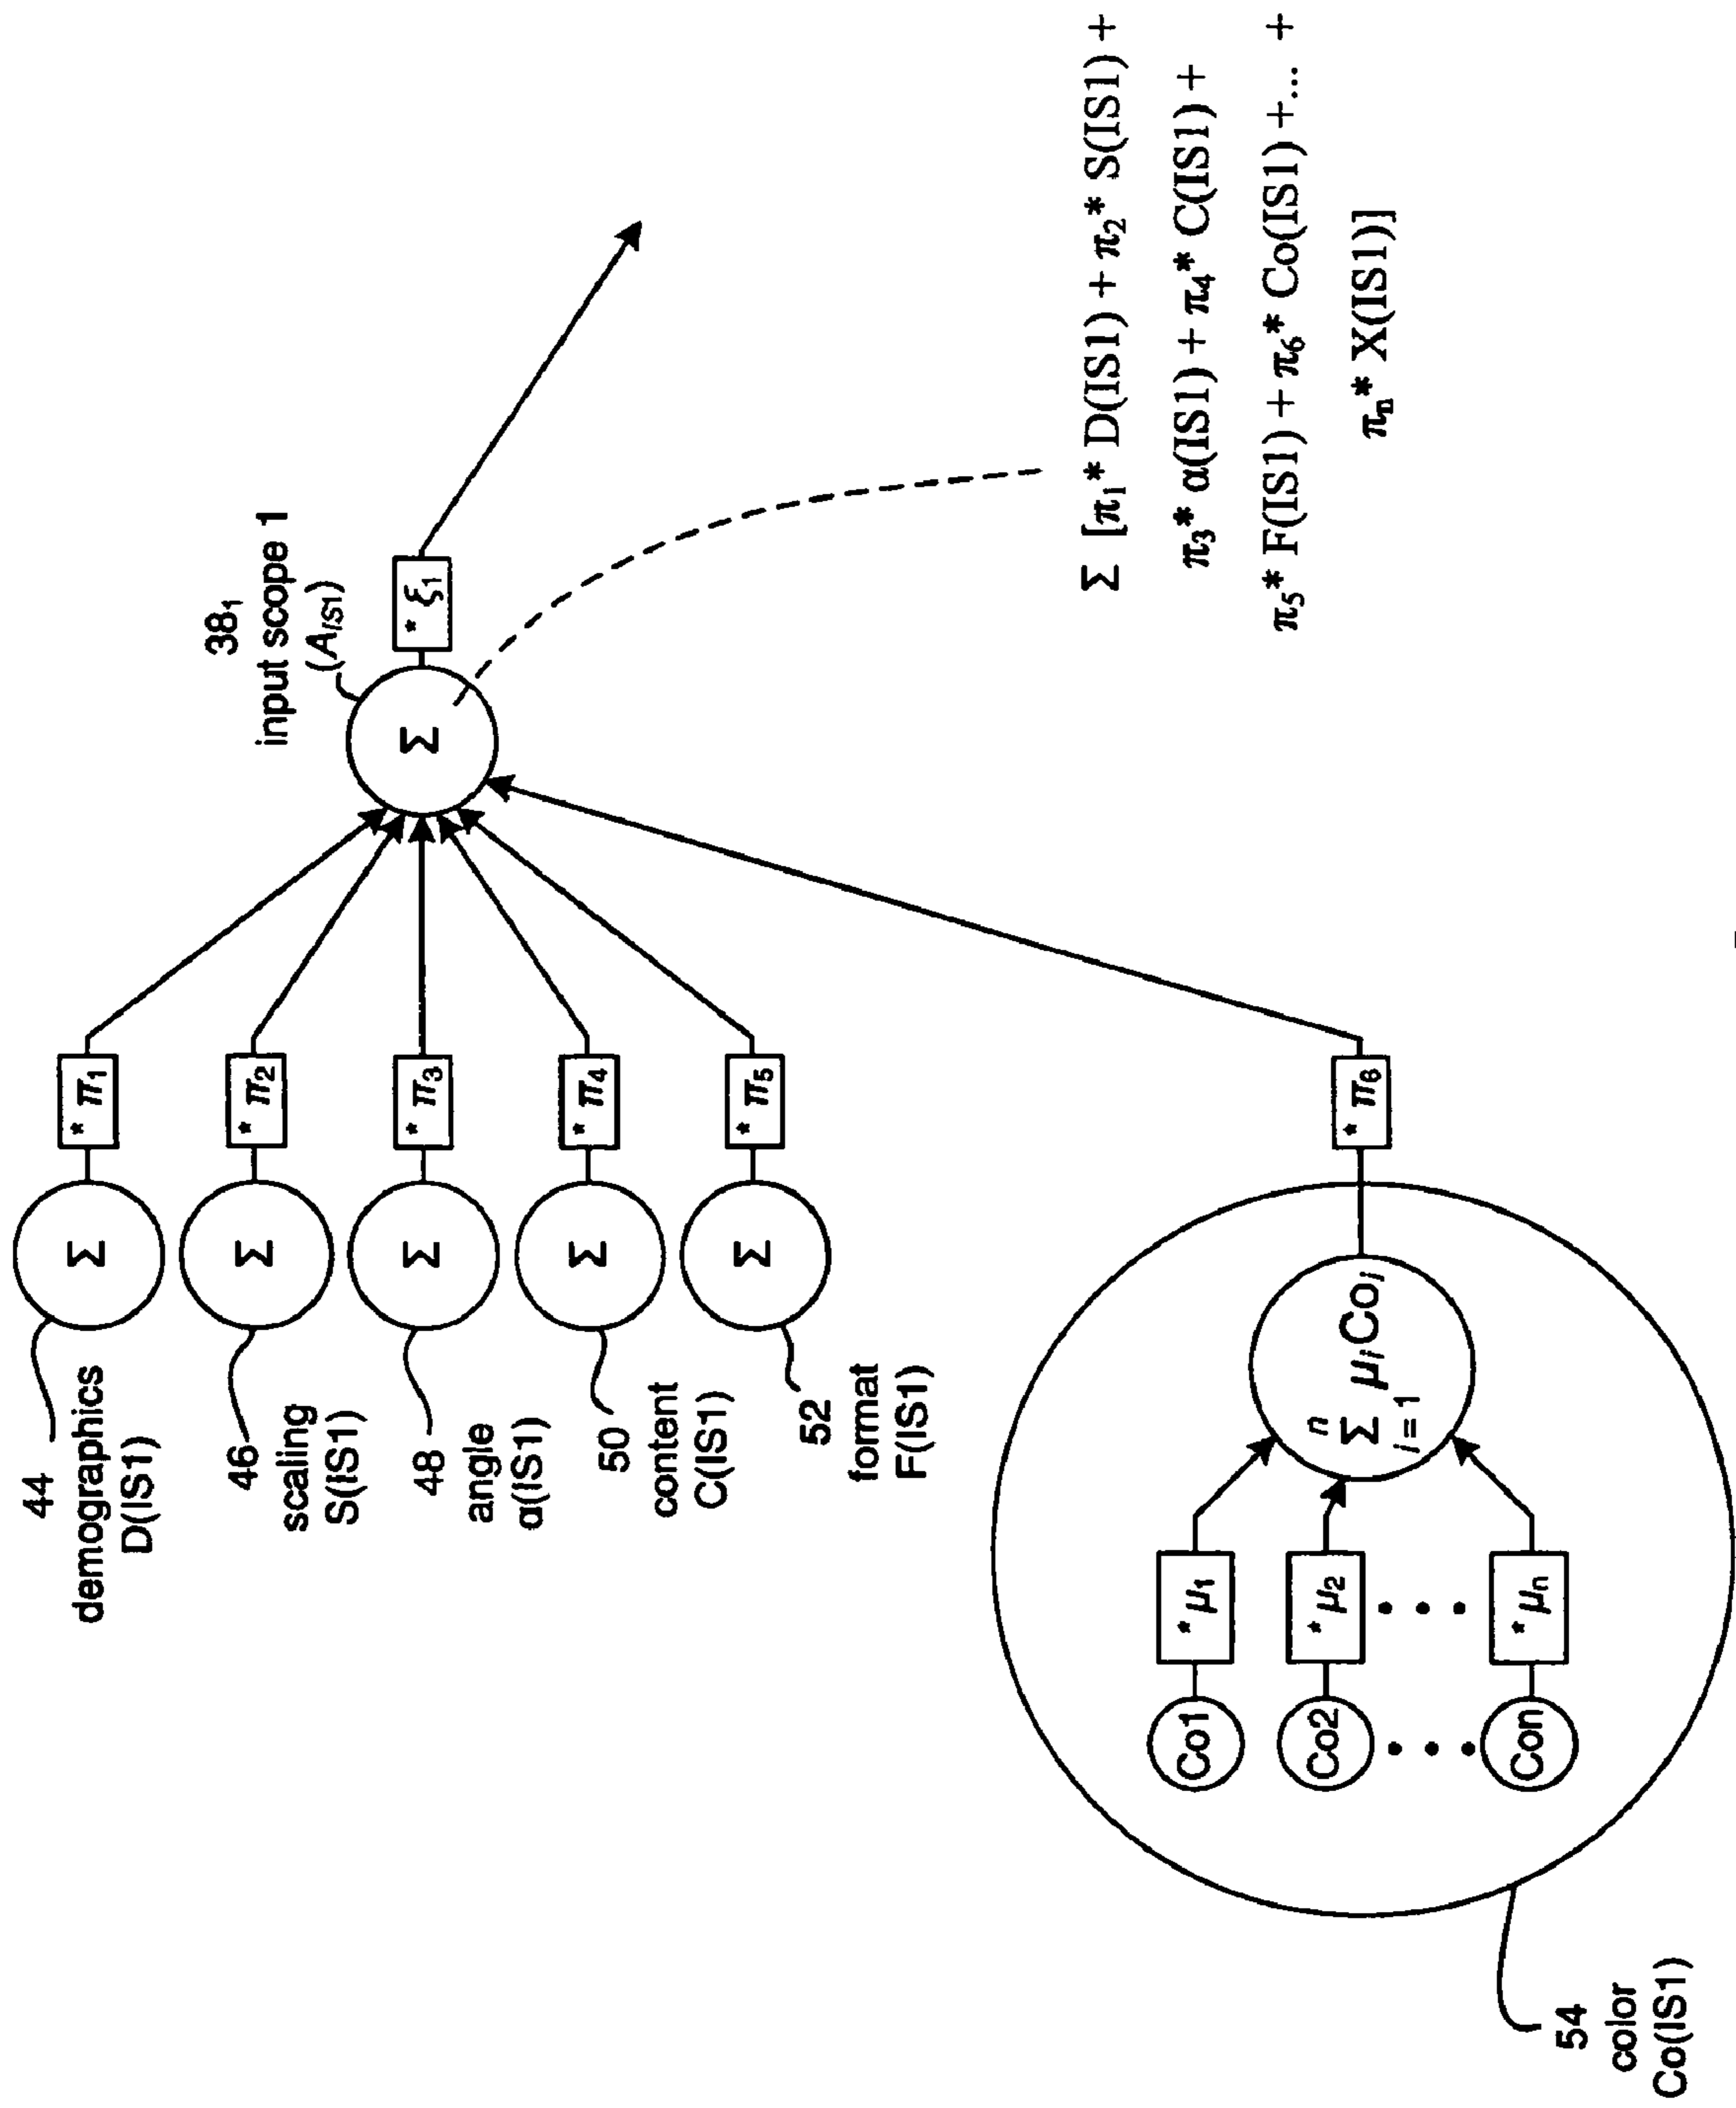 44
demographics
D(IS1)
46
scaling
S(IS1)
48
angle
α(IS1)
50
content
C(IS1)
52
format
F(IS1)
Σ
Σ
Σ
Σ
Σ
* π₁
* π₂
* π₃
* π₄
* π₅
38₁
input scope 1
(A_IS1)
Σ
* ξ₁
54
color
Co(IS1)
Co1
Co2
• • •
Con
* μ₁
* μ₂
• • •
* μₙ
n
Σ μᵢCoᵢ
i=1
* π₆
Σ [π₁* D(IS1) + π₂* S(IS1) +
π₃* α(IS1) + π₄* C(IS1) +
π₅* F(IS1) + π₆* Co(IS1) +... +
πₙ* X(IS1)]